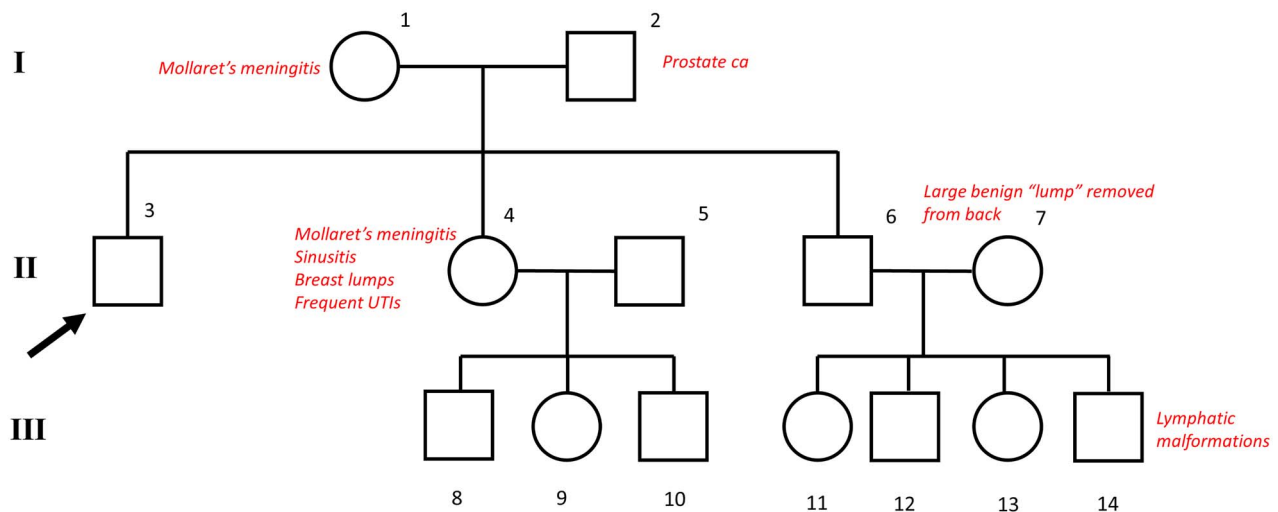 1
2
I
Mollaret's meningitis
Prostate ca
Large benign “lump” removed
from back
3
4
5
6
7
II
Mollaret's meningitis
Sinusitis
Breast lumps
Frequent UTIs
III
Lymphatic
malformations
8
9
10
11
12
13
14